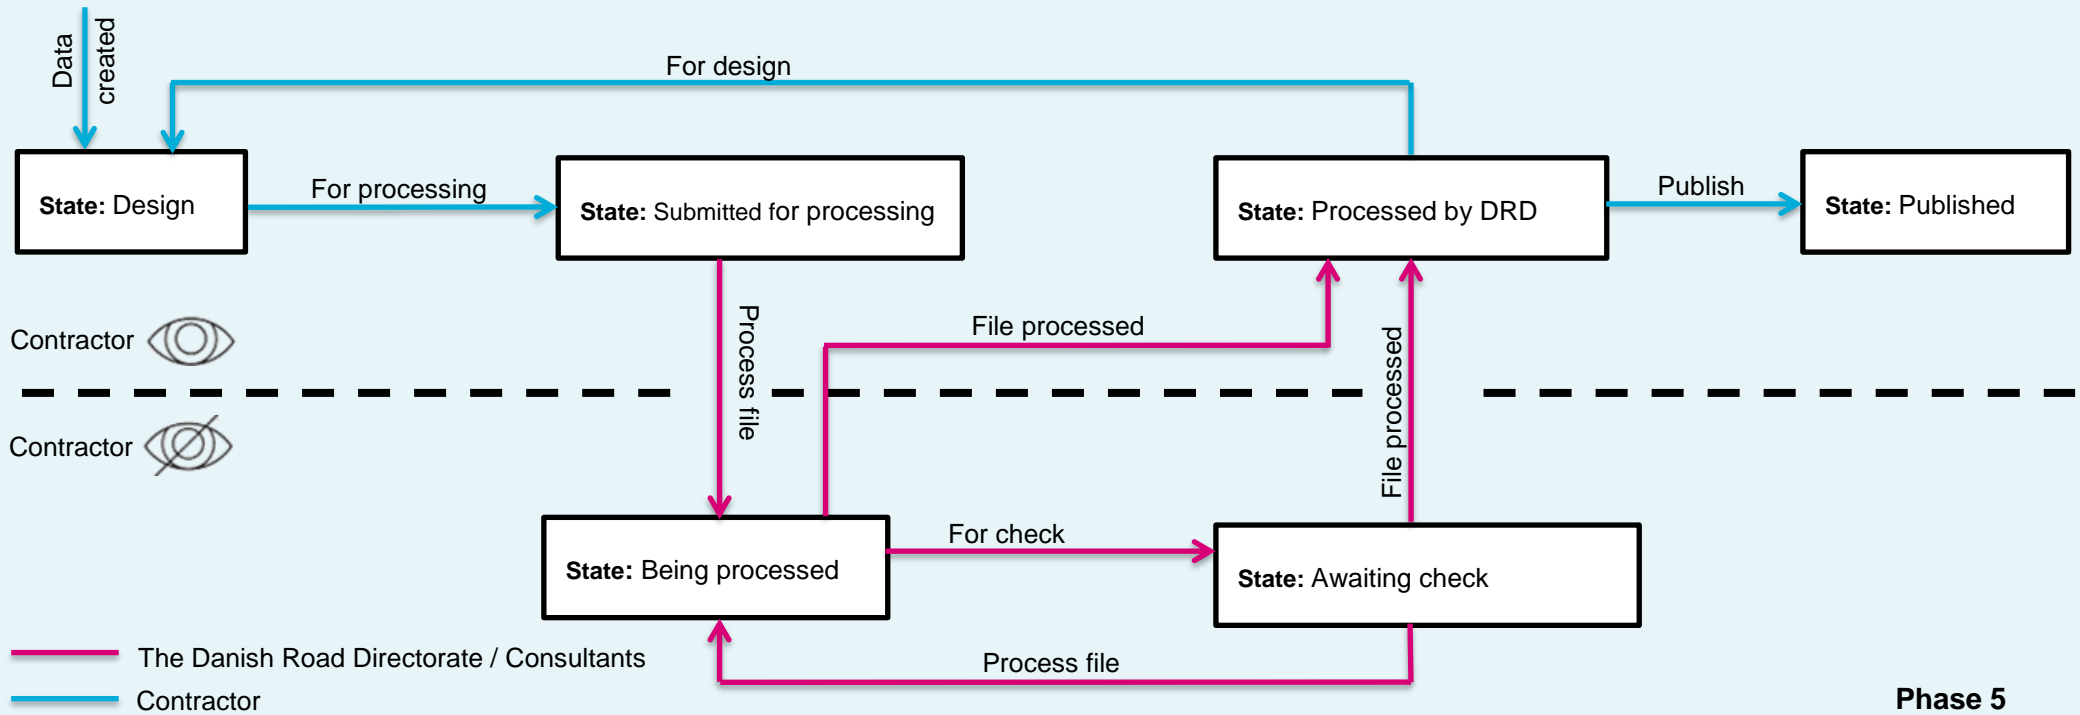 Data
created
For design
State: Design
For processing
State: Submitted for processing
State: Processed by DRD
Publish
State: Published
Process file
File processed
File processed
Contractor
Contractor
State: Being processed
For check
State: Awaiting check
Process file
The Danish Road Directorate / Consultants
Contractor
Phase 5